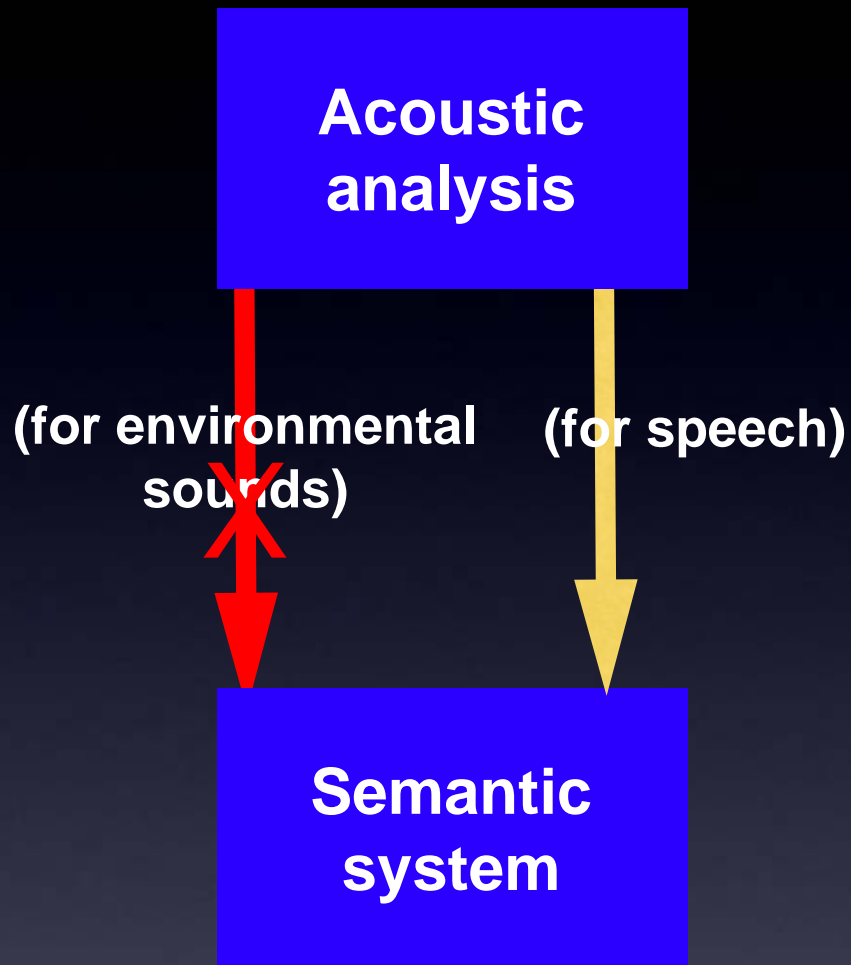 Acoustic
analysis
(for environmental
sounds)
(for speech)
X
Semantic
system